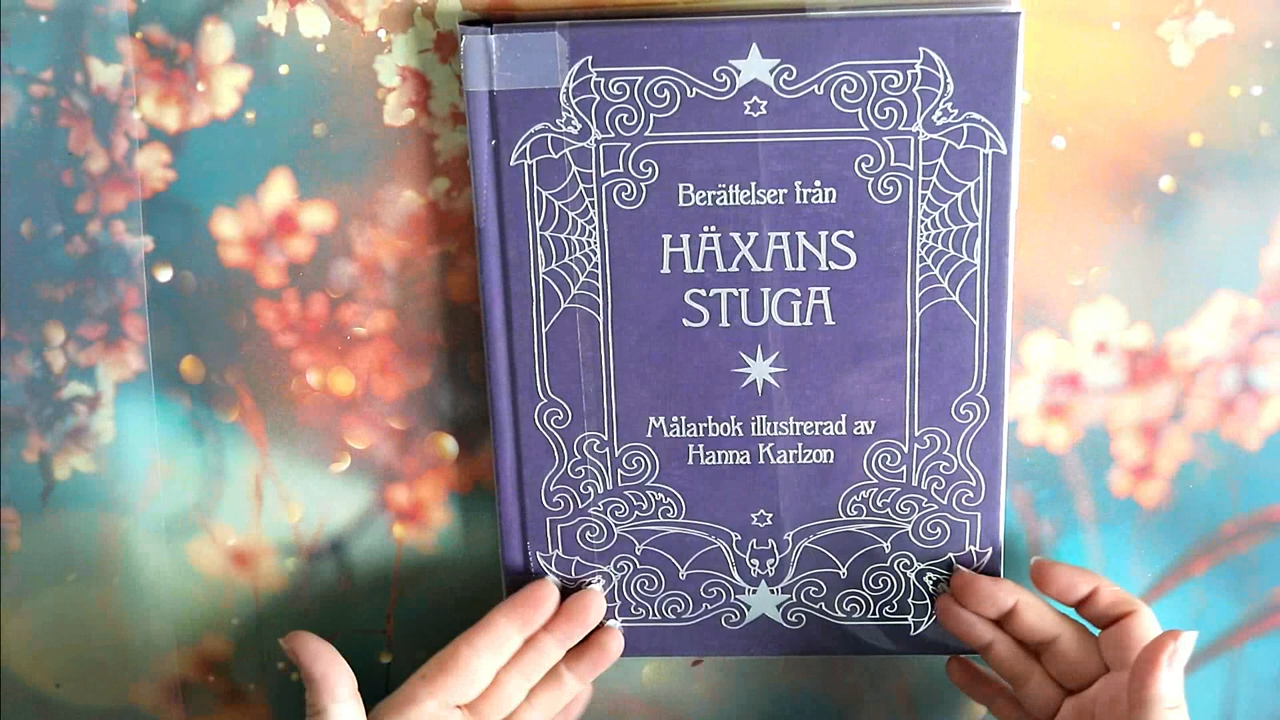 Berättelser från
HÄXANS
STUGA
Målarbok illustrerad av
Hanna Karlzon